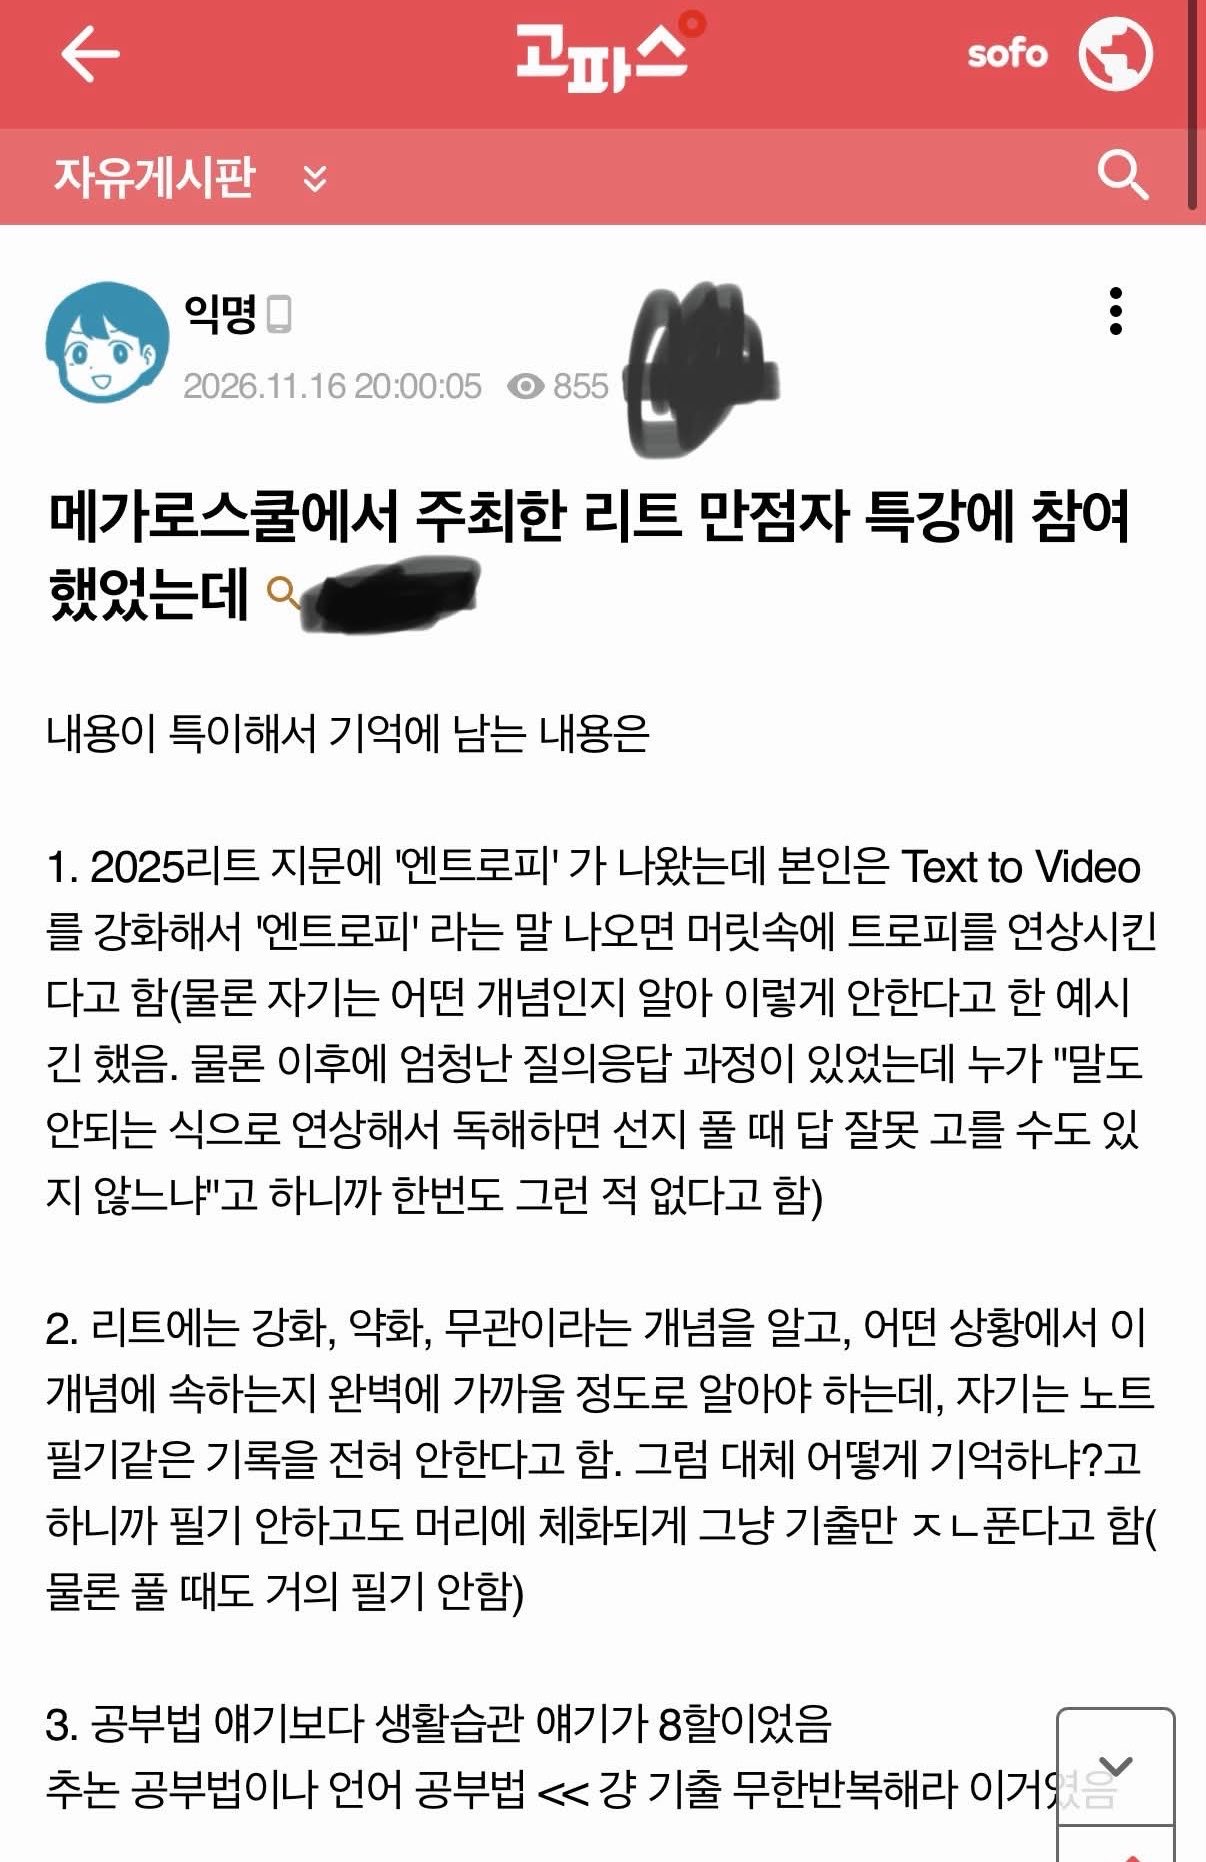 고파스
sofo
자유게시판
익명
2026.11.16 20:00:05 855
메가로스쿨에서 주최한 리트 만점자 특강에 참여
했었는데
내용이 특이해서 기억에 남는 내용은
1. 2025리트 지문에 '엔트로피' 가 나왔는데 본인은 Text to Video
를 강화해서 '엔트로피' 라는 말 나오면 머릿속에 트로피를 연상시킨
다고 함(물론 자기는 어떤 개념인지 알아 이렇게 안한다고 한 예시
긴 했음. 물론 이후에 엄청난 질의응답 과정이 있었는데 누가 "말도
안되는 식으로 연상해서 독해하면 선지 풀 때 답 잘못 고를 수도 있
지 않느냐"고 하니까 한번도 그런 적 없다고 함)
2. 리트에는 강화, 약화, 무관이라는 개념을 알고, 어떤 상황에서 이
개념에 속하는지 완벽에 가까울 정도로 알아야 하는데, 자기는 노트
필기같은 기록을 전혀 안한다고 함. 그럼 대체 어떻게 기억하냐?고
하니까 필기 안하고도 머리에 체화되게 그냥 기출만 ㅈㄴ푼다고 함(
물론 풀 때도 거의 필기 안함)
3. 공부법 얘기보다 생활습관 얘기가 8할이었음
추논 공부법이나 언어 공부법 << 걍 기출 무한반복해라 이거였음